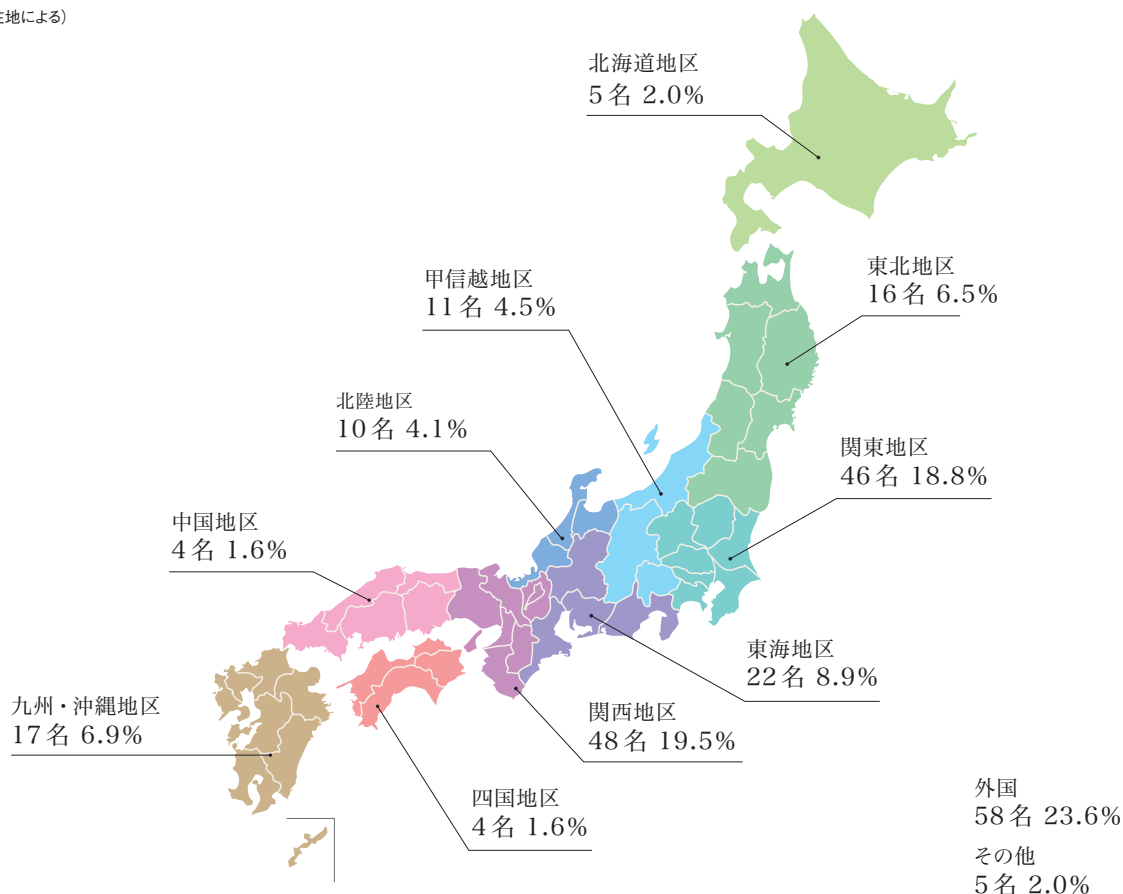 在地による)
北海道地区
5名 2.0%
東北地区
16名 6.5%
甲信越地区
11名 4.5%
北陸地区
10名 4.1%
関東地区
46名 18.8%
中国地区
4名 1.6%
東海地区
22名 8.9%
九州・沖縄地区
17名 6.9%
関西地区
48名 19.5%
四国地区
4名 1.6%
外国
58名 23.6%
その他
5名 2.0%